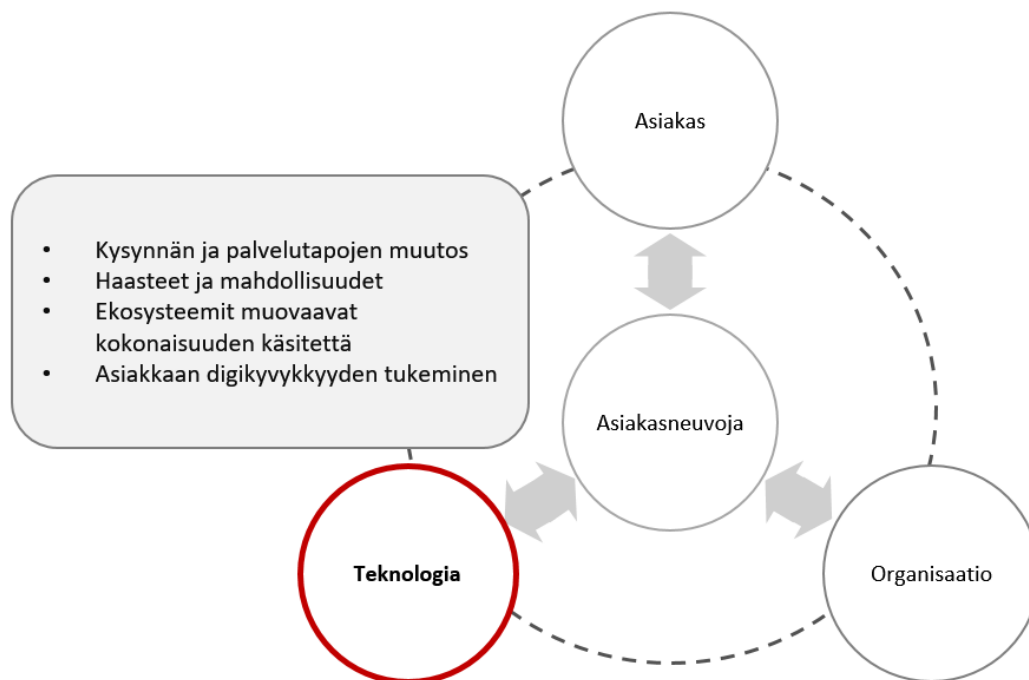 Asiakas
• Kysynnän ja palvelutapojen muutos
• Haasteet ja mahdollisuudet
• Ekosysteemit muovaavat
kokonaisuuden käsitettä
• Asiakkaan digikyvykkyyden tukeminen
Asiakasneuvoja
Teknologia
Organisaatio